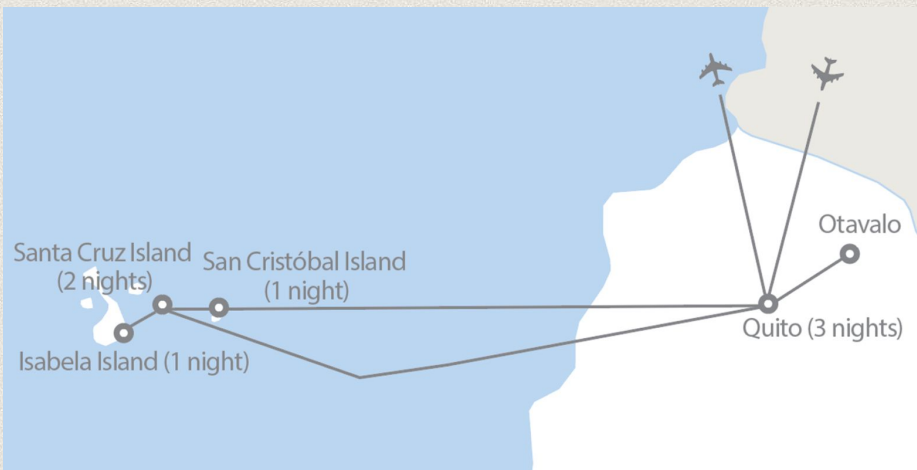 Otavalo
Santa Cruz Island
(2 nights)
San Cristóbal Island
(1 night)
Quito (3 nights)
Isabela Island (1 night)